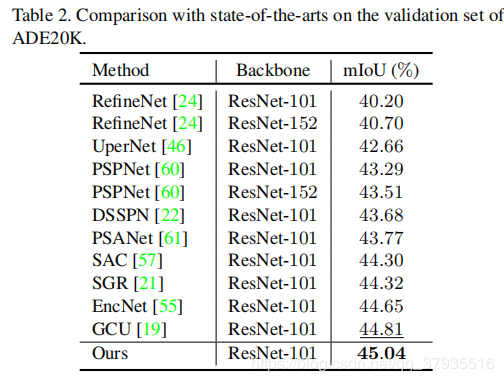 Table 2. Comparison with state-of-the-arts on the validation set of
ADE20K.
Method Backbone mIoU (%)
RefineNet [24] ResNet-101 40.20
RefineNet [24] ResNet-152 40.70
UperNet [46] ResNet-101 42.66
PSPNet [60] ResNet-101 43.29
PSPNet [60] ResNet-152 43.51
DSSPN [22] ResNet-101 43.68
PSANet [61] ResNet-101 43.77
SAC [57] ResNet-101 44.30
SGR [21] ResNet-101 44.32
EncNet [55] ResNet-101 44.65
GCU [19] ResNet-101 44.81
Ours ResNet-101 45.04
https://blog.csdn.net/qq_37935516